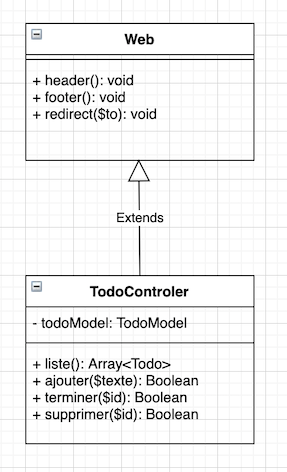 Web
+ header(): void
+ footer(): void
+ redirect($to): void
Extends
TodoControler
- todoModel: TodoModel
+ liste(): Array<Todo>
+ ajouter($texte): Boolean
+ terminer($id): Boolean
+ supprimer($id): Boolean